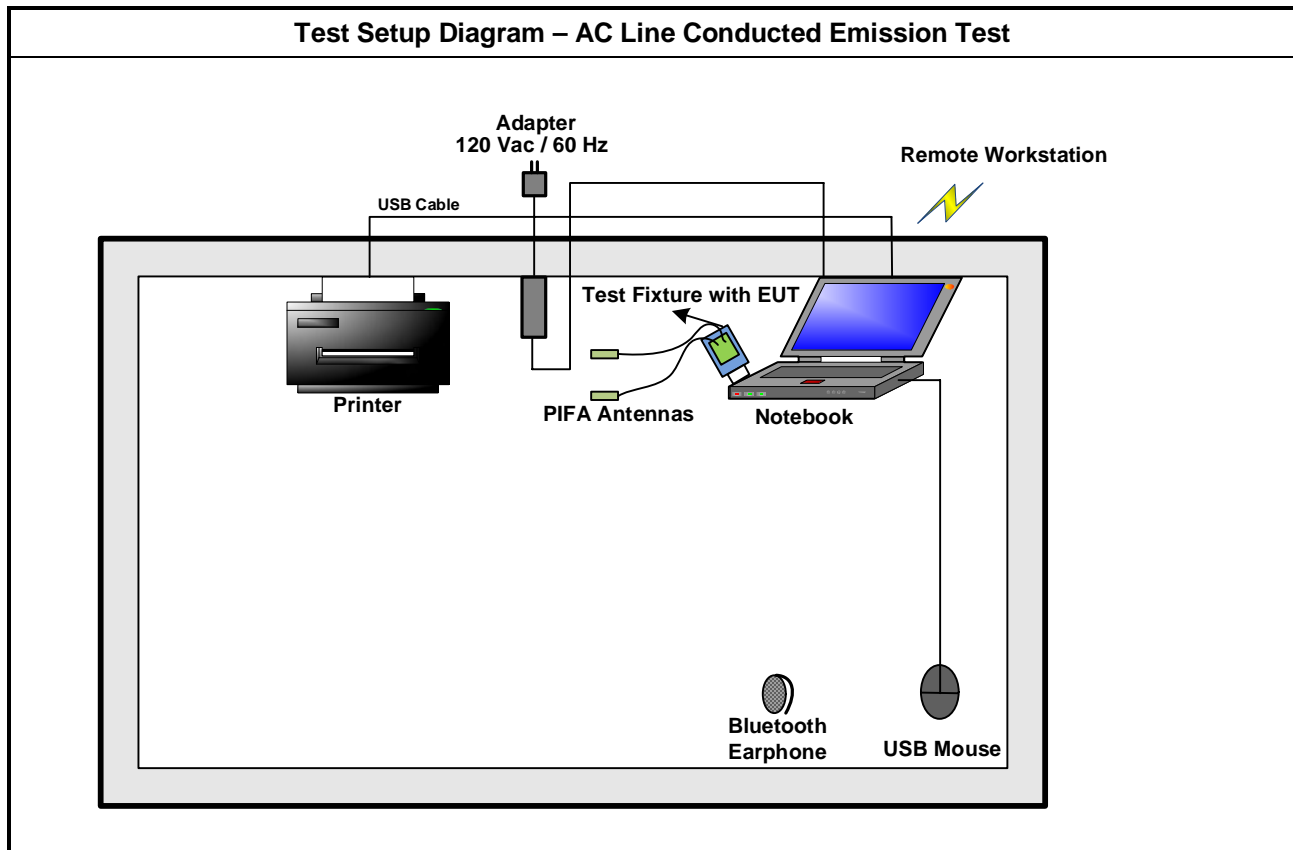 Test Setup Diagram – AC Line Conducted Emission Test
Adapter
120 Vac / 60 Hz
Remote Workstation
USB Cable
Test Fixture with EUT
Printer
PIFA Antennas
Notebook
Bluetooth
Earphone
USB Mouse